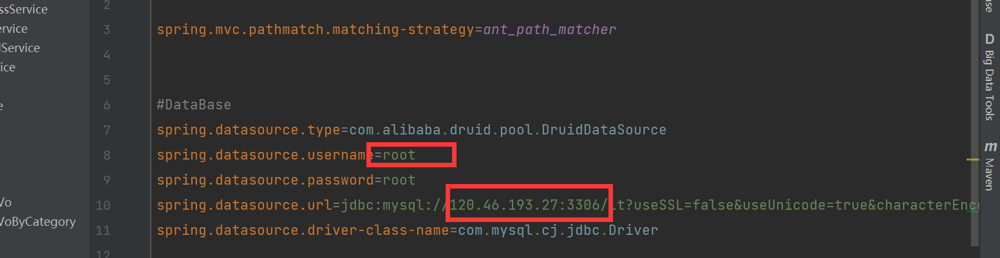 ssService
ervice
Service
ice
e
Vo
VoByCategory
2
3 spring.mvc.pathmatch.matching-strategy=ant_path_matcher
4
5
6 #DataBase
7 spring.datasource.type=com.alibaba.druid.pool.DruidDataSource
8 spring.datasource.username=root
9 spring.datasource.password=root
10 spring.datasource.url=jdbc:mysql://120.46.193.27:3306/lt?useSSL=false&useUnicode=true&characterEnc
11 spring.datasource.driver-class-name=com.mysql.cj.jdbc.Driver
12
se
D
Big Data Tools
m
Maven